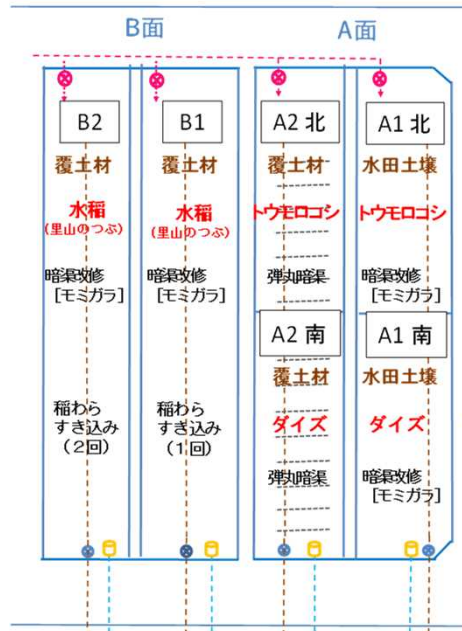 B面
A面
B2
B1
A2 北
A1 北
覆土材
覆土材
覆土材
水田土壌
水稲
(里山のつぶ)
水稲
(里山のつぶ)
トウモロコシ
トウモロコシ
暗渠改修
[モミガラ]
暗渠改修
[モミガラ]
弾丸暗渠
暗渠改修
[モミガラ]
A2 南
A1 南
覆土材
水田土壌
稲わら
すき込み
(2回)
稲わら
すき込み
(1回)
ダイズ
ダイズ
弾丸暗渠
暗渠改修
[モミガラ]